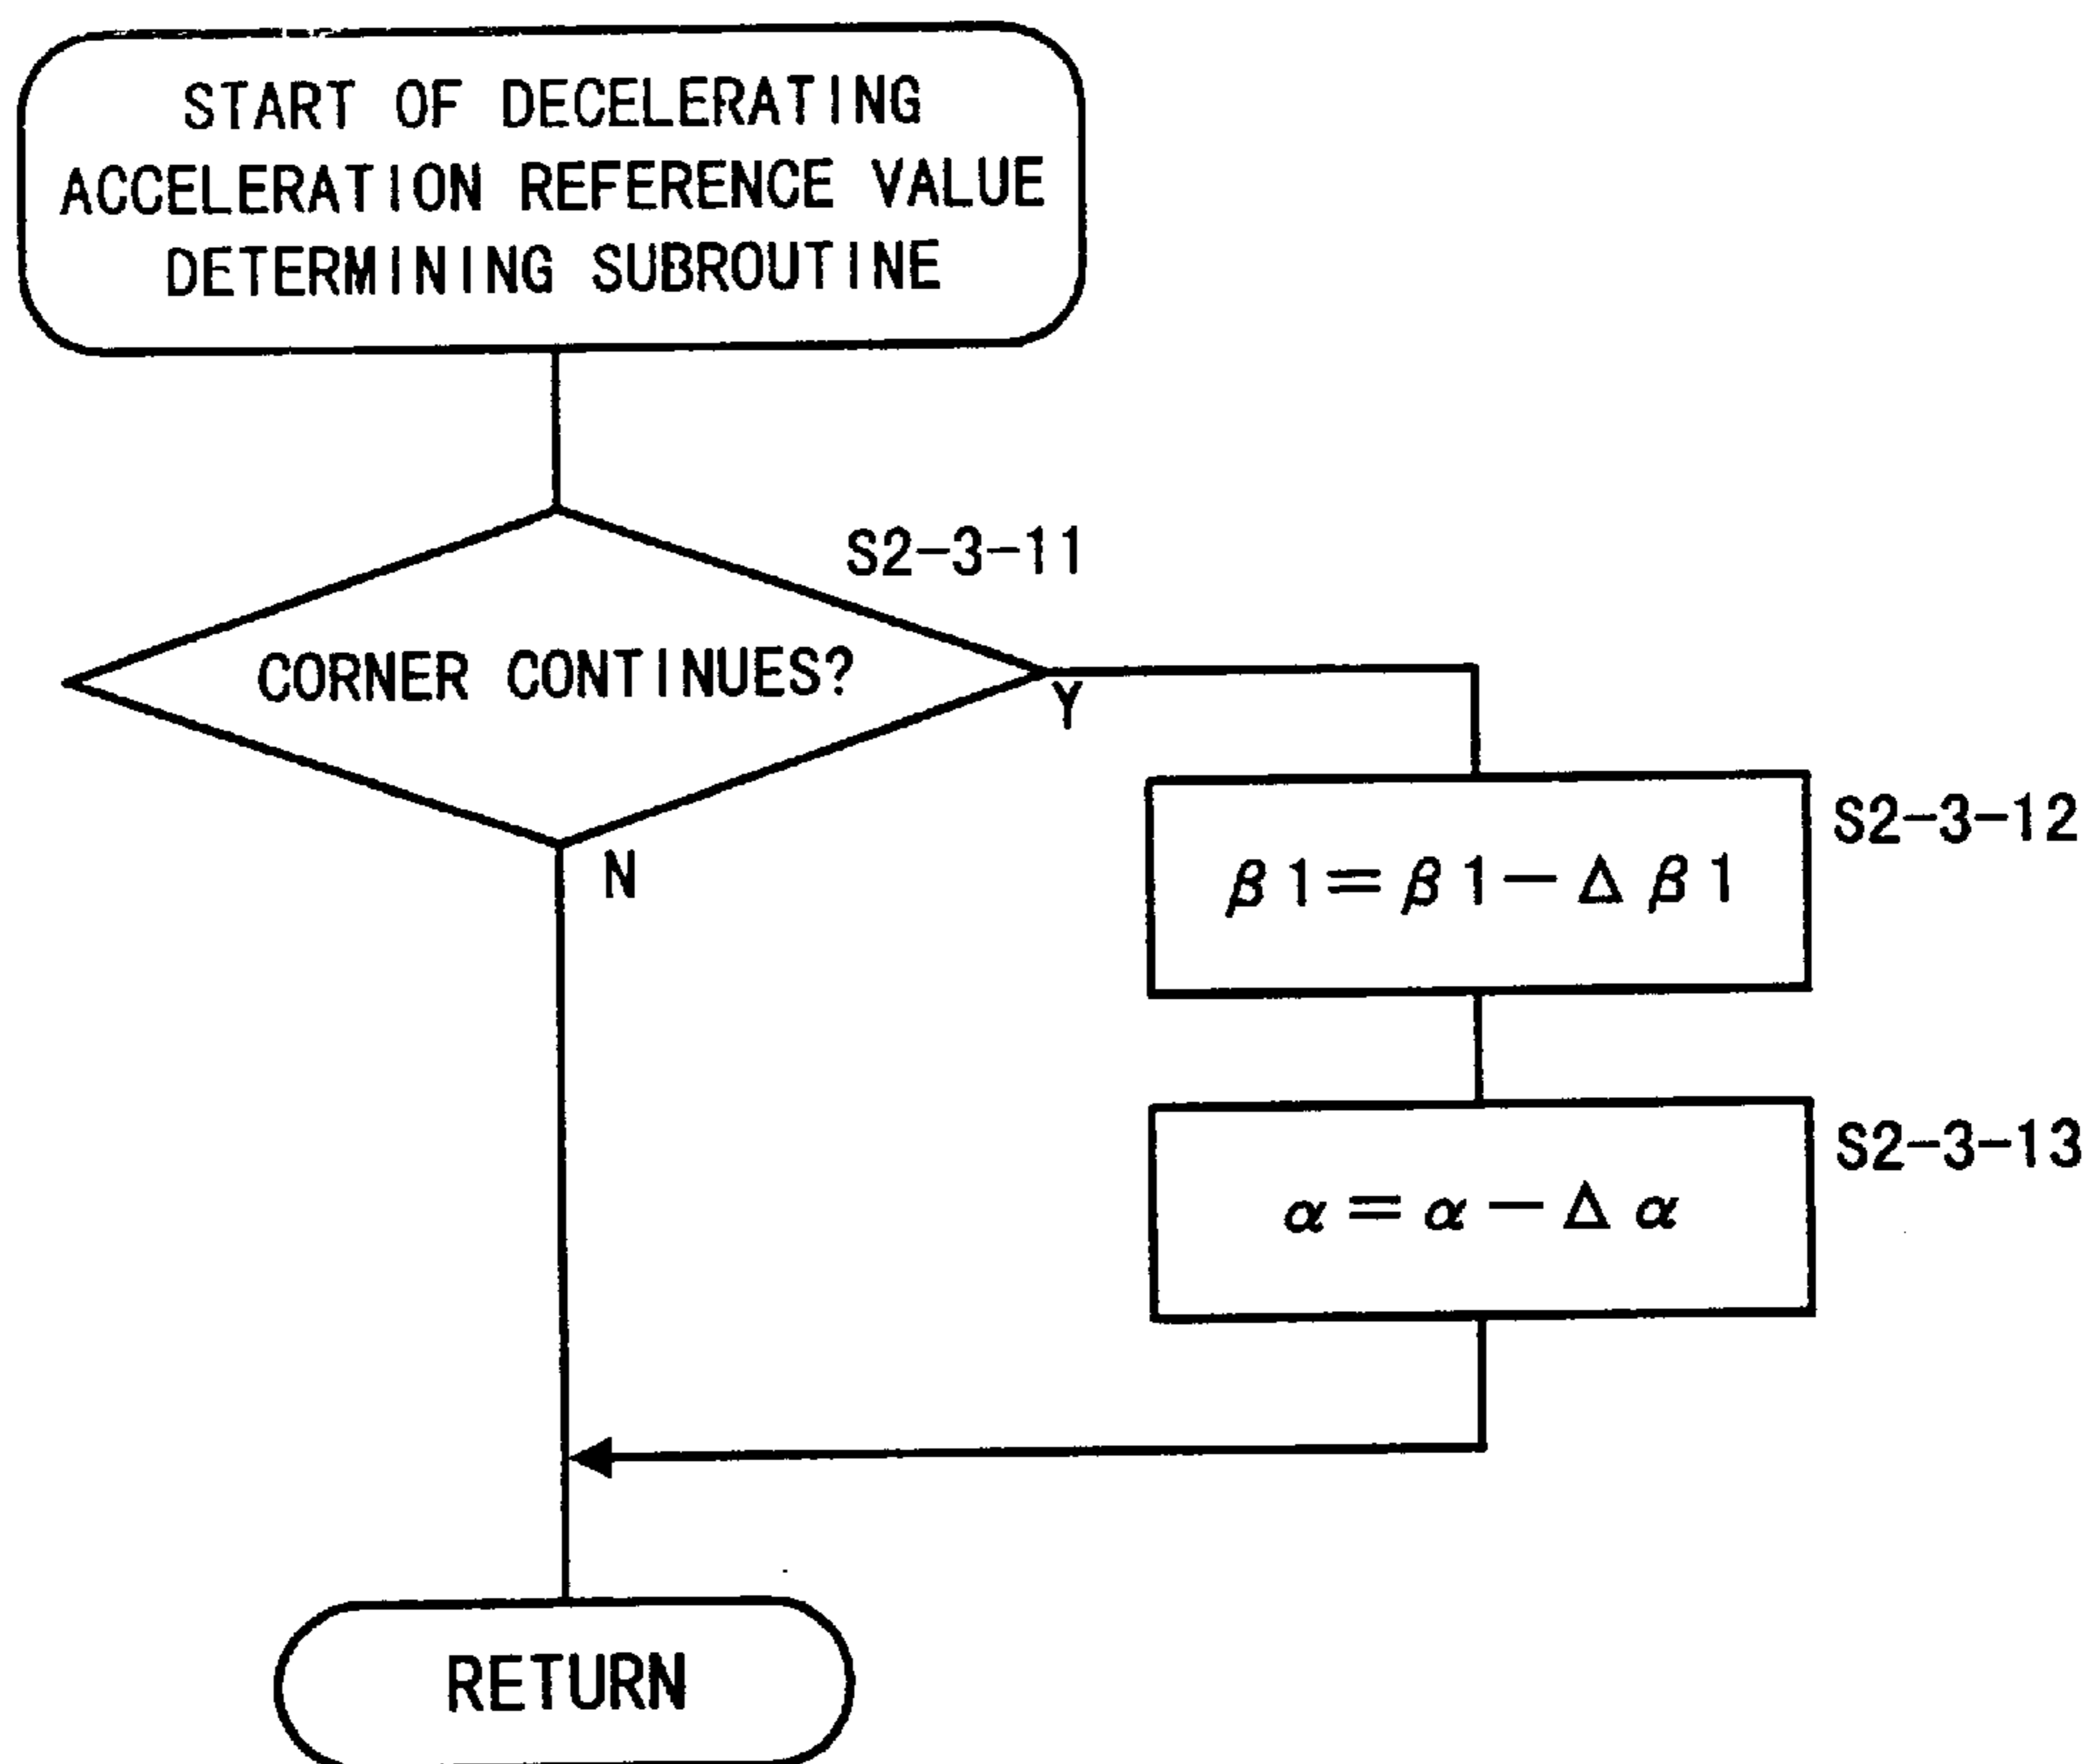 START OF DECELERATING
ACCELERATION REFERENCE VALUE
DETERMINING SUBROUTINE
S2-3-11
CORNER CONTINUES?
Y
N
S2-3-12
β1=β1-Δβ1
S2-3-13
α=α-Δα
RETURN